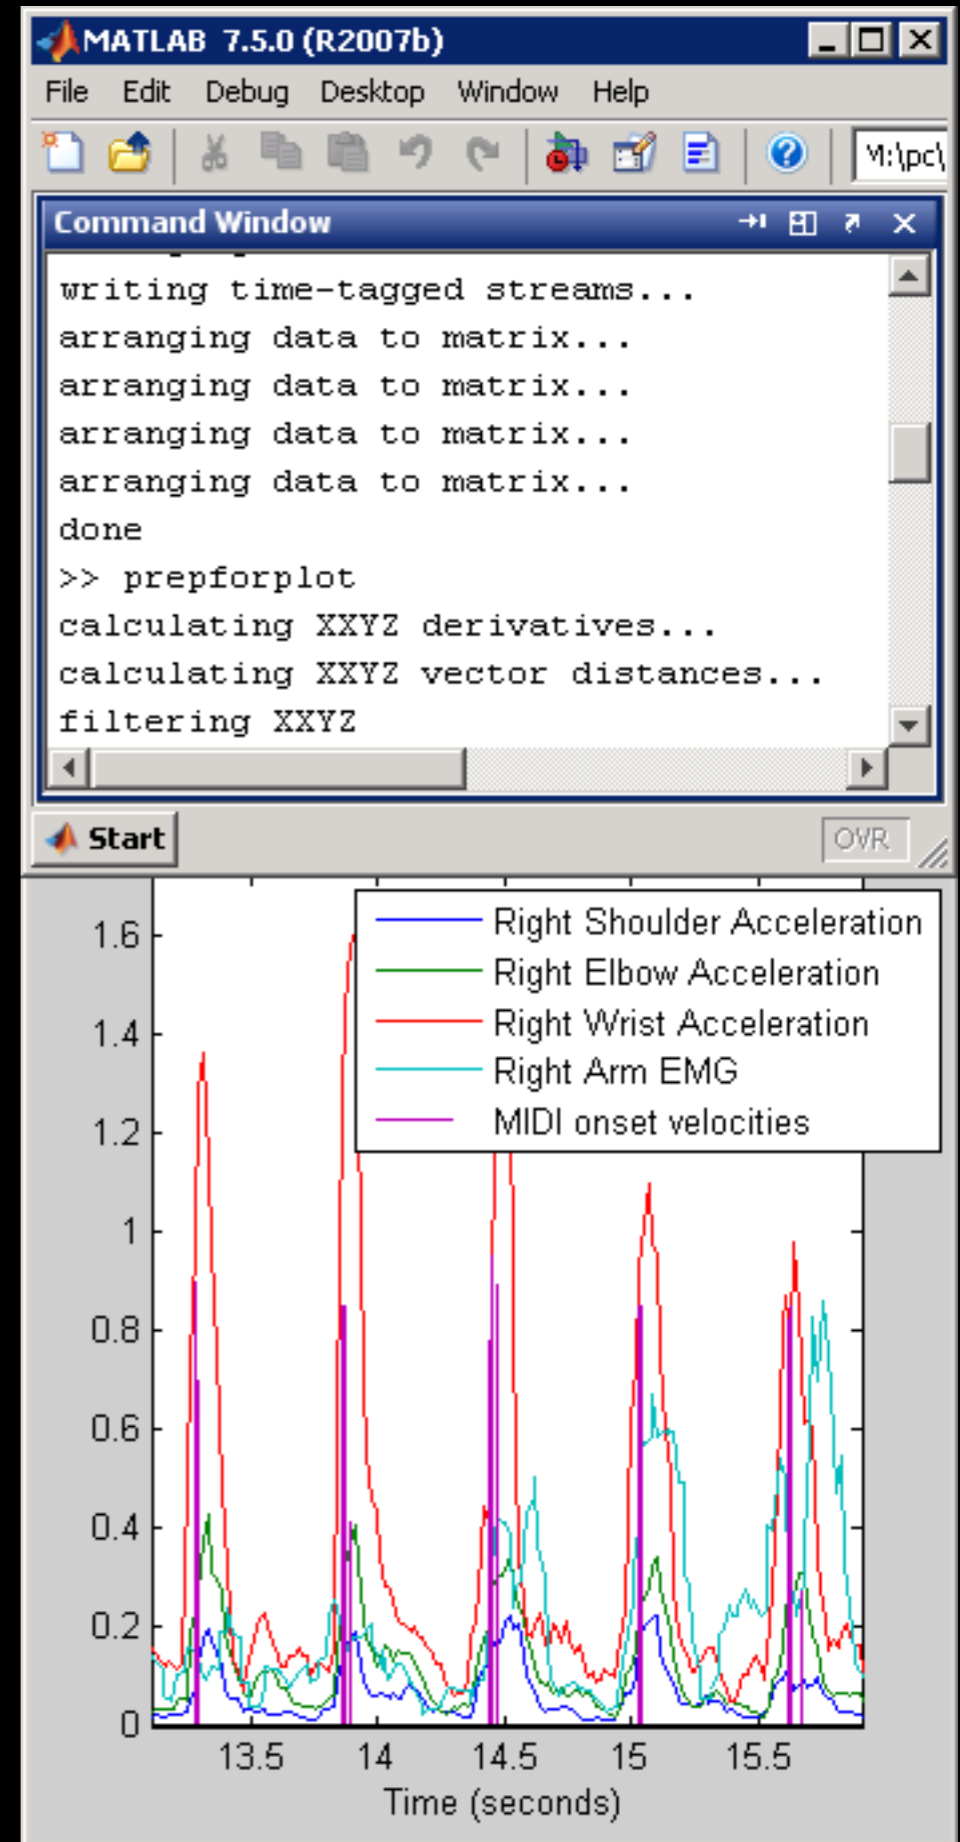 MATLAB 7.5.0 (R2007b)
File Edit Debug Desktop Window Help
M:\pc\
Command Window
writing time-tagged streams...
arranging data to matrix...
arranging data to matrix...
arranging data to matrix...
arranging data to matrix...
done
>> prepforplot
calculating XXYZ derivatives...
calculating XXYZ vector distances...
filtering XXYZ
Start OVR
Right Shoulder Acceleration
Right Elbow Acceleration
Right Wrist Acceleration
Right Arm EMG
MIDI onset velocities
1.6
1.4
1.2
1
0.8
0.6
0.4
0.2
0
13.5 14 14.5 15 15.5
Time (seconds)